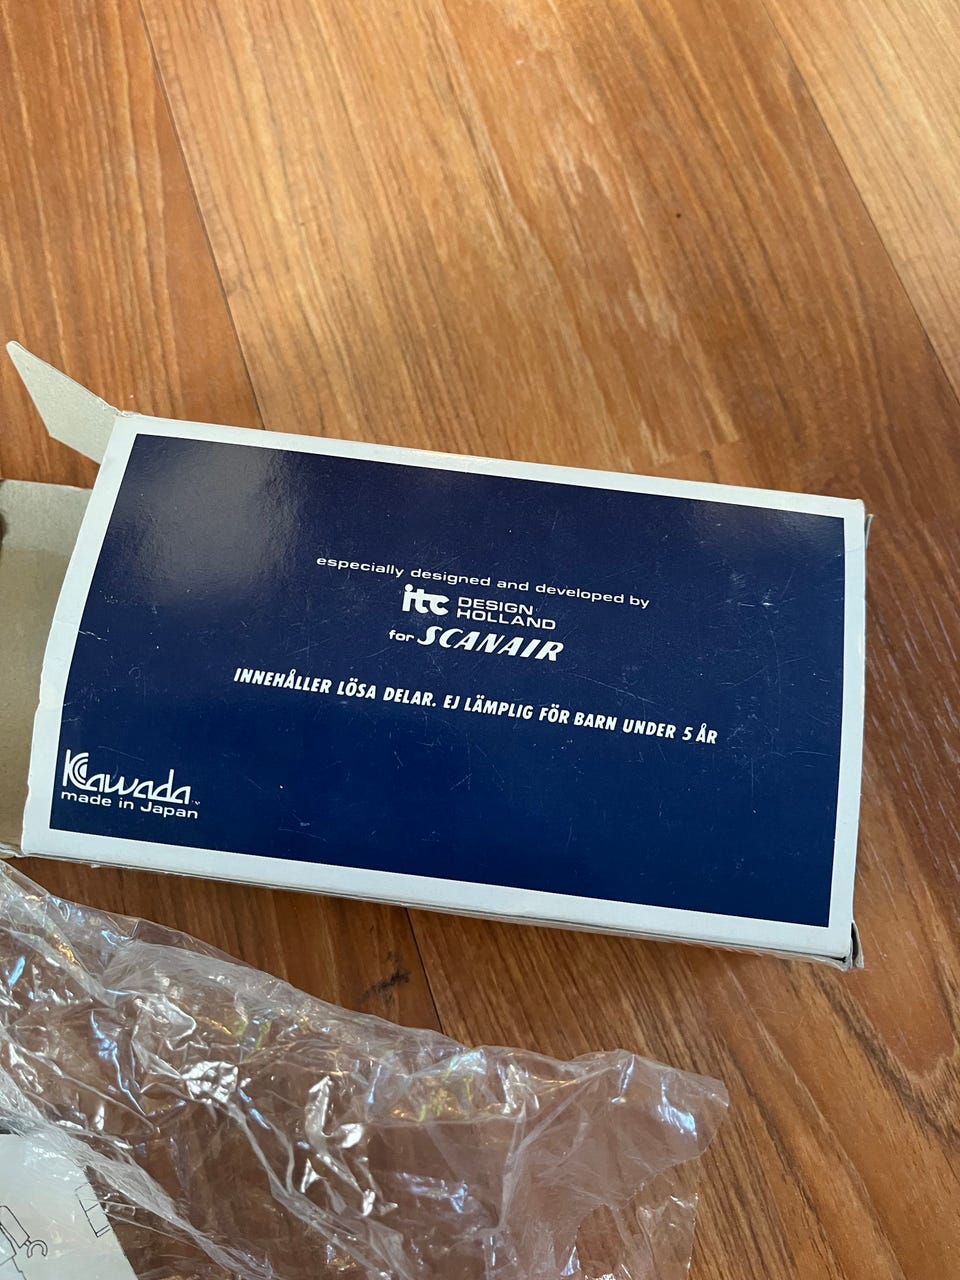 especially designed and developed by
itc DESIGN
HOLLAND
for SCANAIR
INNEHÅLLER LÖSA DELAR. EJ LÄMPLIG FÖR BARN UNDER 5 ÅR
Kawada
made in Japan